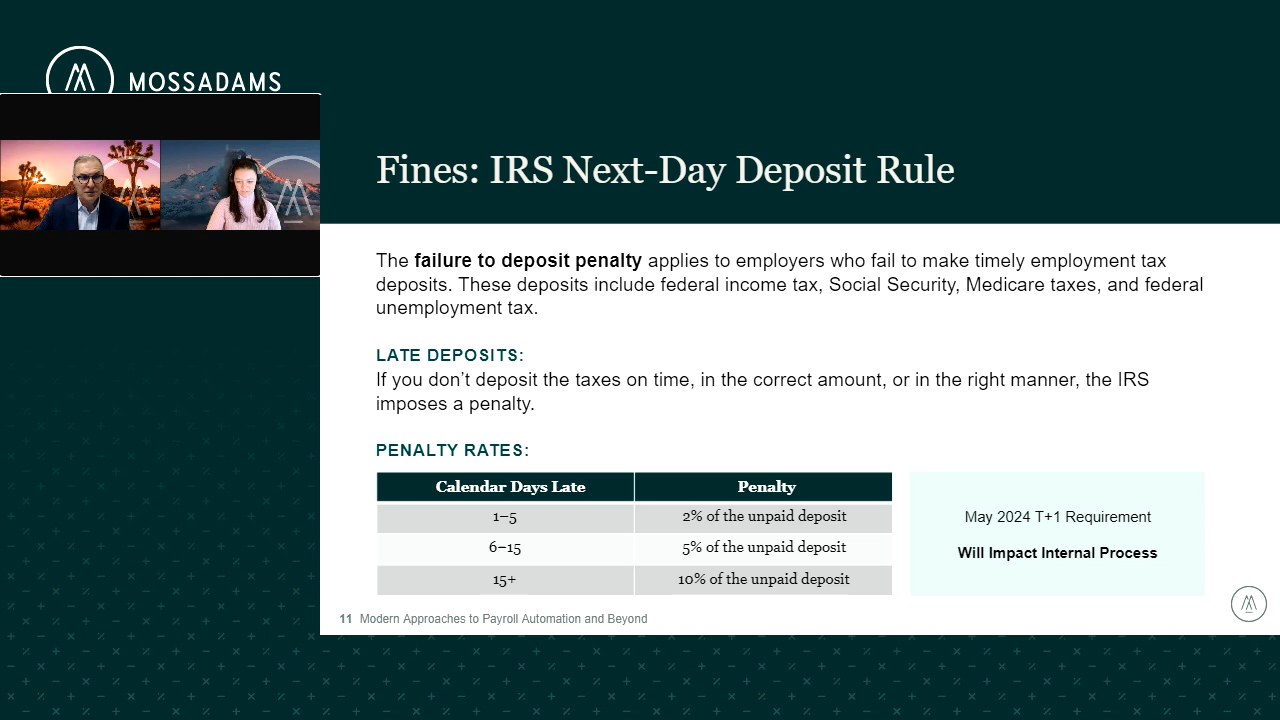 MOSSADAMS
Fines: IRS Next-Day Deposit Rule
The failure to deposit penalty applies to employers who fail to make timely employment tax
deposits. These deposits include federal income tax, Social Security, Medicare taxes, and federal
unemployment tax.
LATE DEPOSITS:
If you don’t deposit the taxes on time, in the correct amount, or in the right manner, the IRS
imposes a penalty.
PENALTY RATES:
Calendar Days Late Penalty
1–5 2% of the unpaid deposit
6–15 5% of the unpaid deposit
15+ 10% of the unpaid deposit
May 2024 T+1 Requirement
Will Impact Internal Process
11 Modern Approaches to Payroll Automation and Beyond